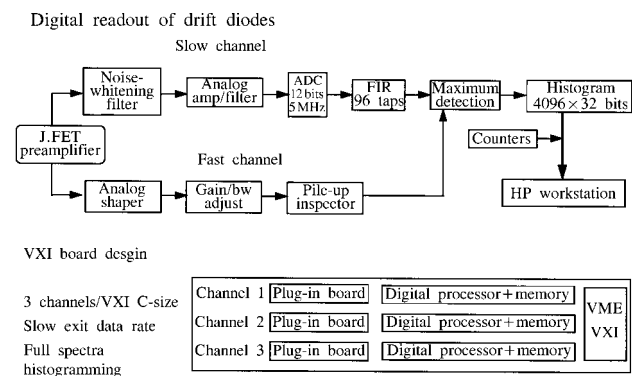 Digital readout of drift diodes
Slow channel
Noise-
whitening
filter
Analog
amp/filter
ADC
12 bits
5 MHz
FIR
96 taps
Maximum
detection
Histogram
4096 × 32 bits
J.FET
preamplifier
Counters
Fast channel
Analog
shaper
Gain/bw
adjust
Pile-up
inspector
HP workstation
VXI board desgin
3 channels/VXI C-size
Slow exit data rate
Full spectra
histogramming
Channel 1 Plug-in board Digital processor + memory
Channel 2 Plug-in board Digital processor + memory
Channel 3 Plug-in board Digital processor + memory
VME
VXI